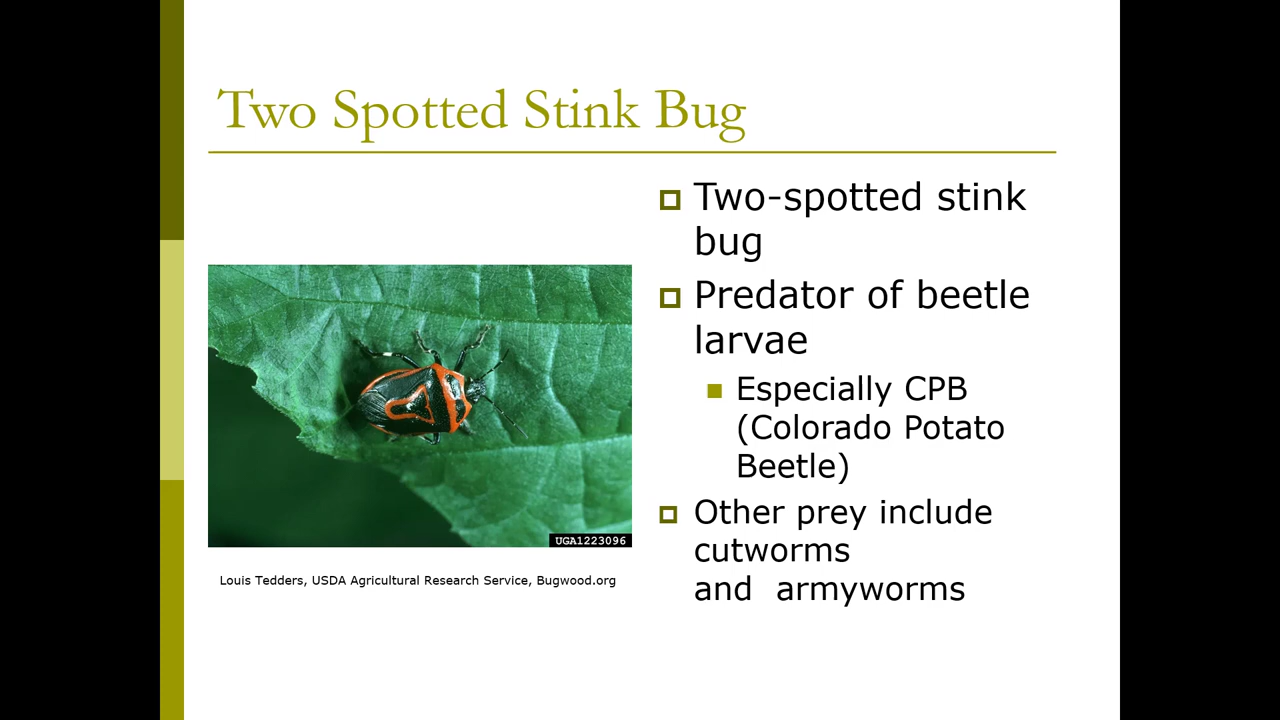 Two Spotted Stink Bug
Two-spotted stink
bug
Predator of beetle
larvae
Especially CPB
(Colorado Potato
Beetle)
Other prey include
cutworms
and  armyworms
UGA1223096
Louis Tedders, USDA Agricultural Research Service, Bugwood.org